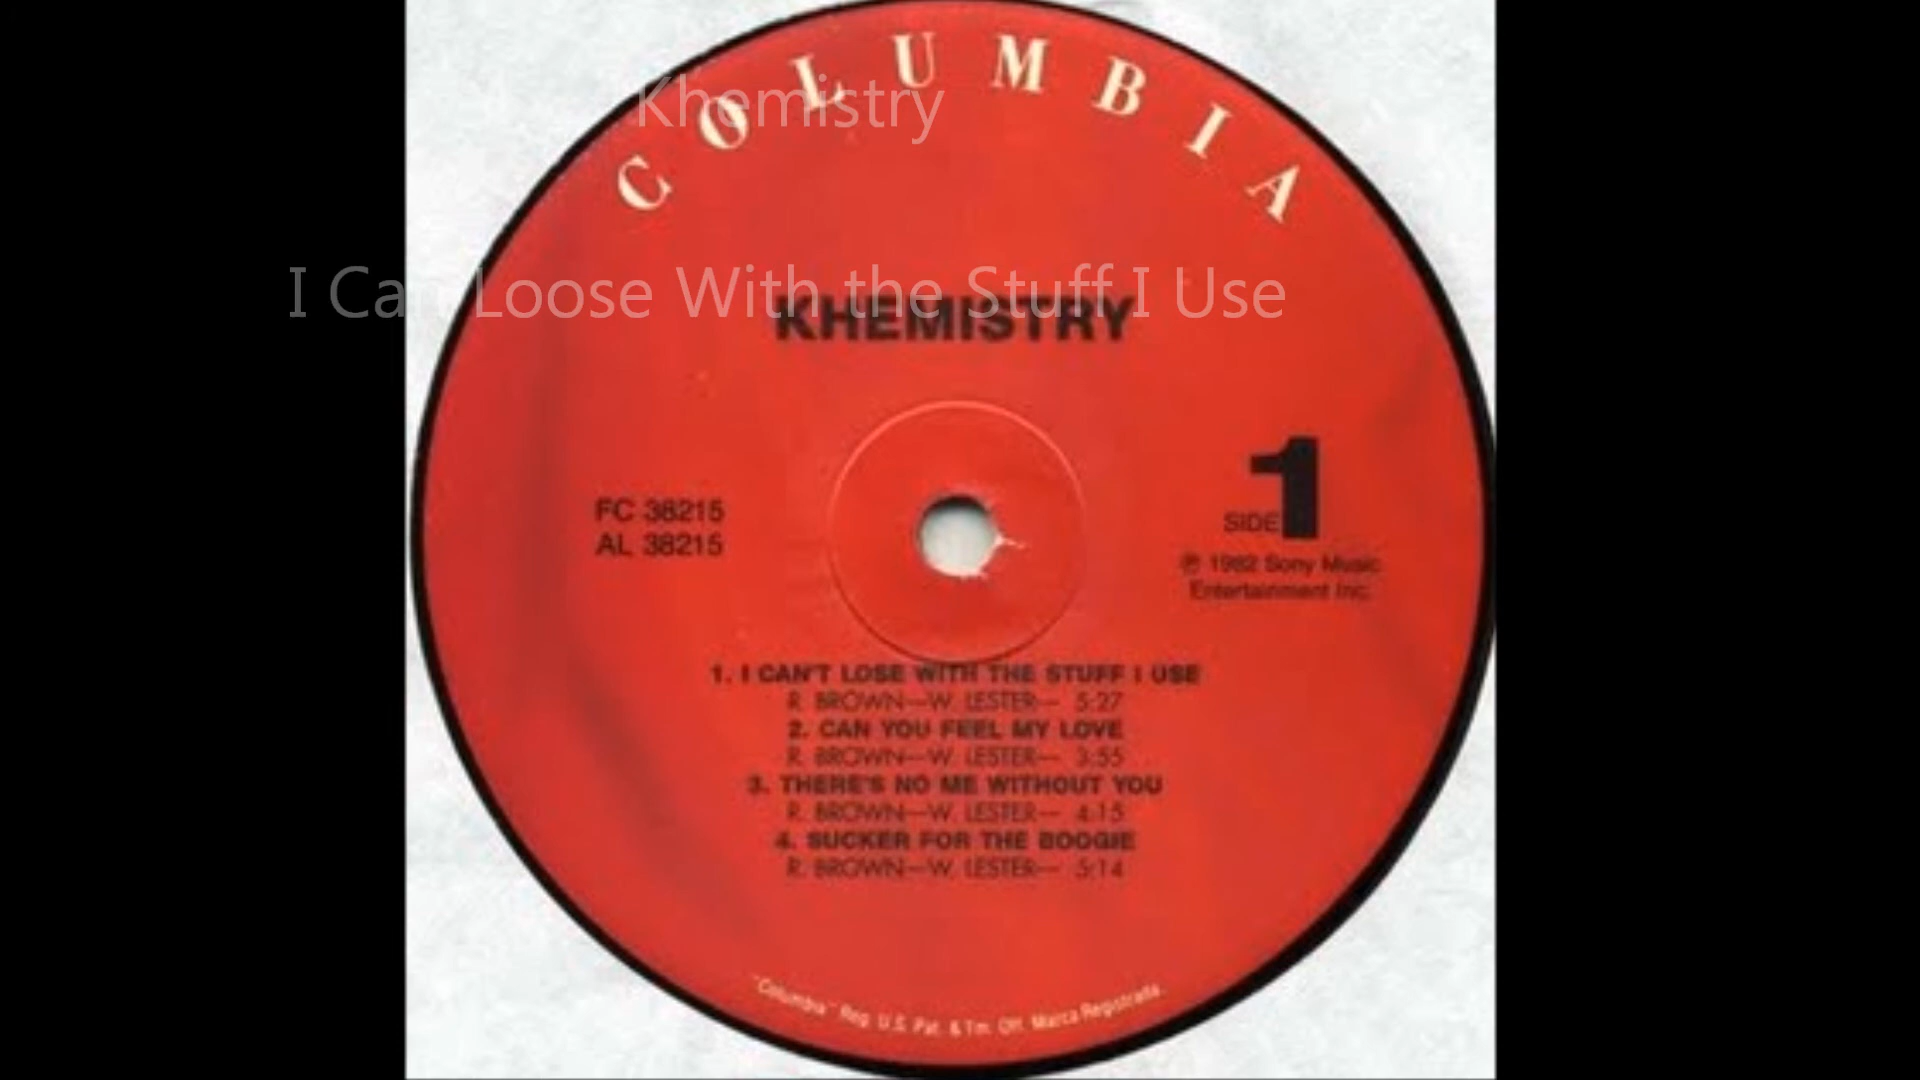 COLUMBIA
Khemistry
I Can Loose With the Stuff I Use
KHEMISTRY
FC 38215
AL 38215
SIDE 1
℗ 1982 Sony Music
Entertainment Inc.
1. I CAN'T LOSE WITH THE STUFF I USE
R. BROWN—W. LESTER— 5:27
2. CAN YOU FEEL MY LOVE
R. BROWN—W. LESTER— 3:55
3. THERE'S NO ME WITHOUT YOU
R. BROWN—W. LESTER— 4:15
4. SUCKER FOR THE BOOGIE
R. BROWN—W. LESTER— 5:14
"Columbia" Reg. U.S. Pat. & Tm. Off. Marca Registrada.